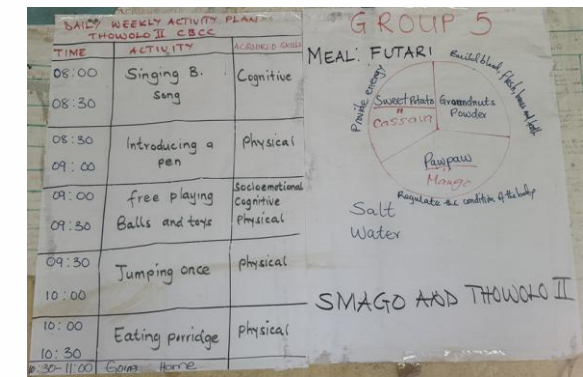 DAILY WEEKLY ACTIVITY PLAN
THOWOLO II CBCC
TIME ACTIVITY ACQUIRED SKILLS
08:00 Singing B. Cognitive
08:30 Song
08:30 Introducing a Physical
09:00 pen
09:00 free playing Socioemotional
Cognitive
09:30 Balls and toys Physical
09:30 Jumping once physical
10:00
10:00 Eating porridge physical
10:30
10:30-11:00 Going Home
GROUP 5
MEAL: FUTARI
Provide energy
Build blood, flesh, bones and teeth
Sweet Potato
Cassava
Groundnuts
Powder
Pawpaw
Mango
Regulate the condition of the body
Salt
Water
SMAGO AND THOWOLO II